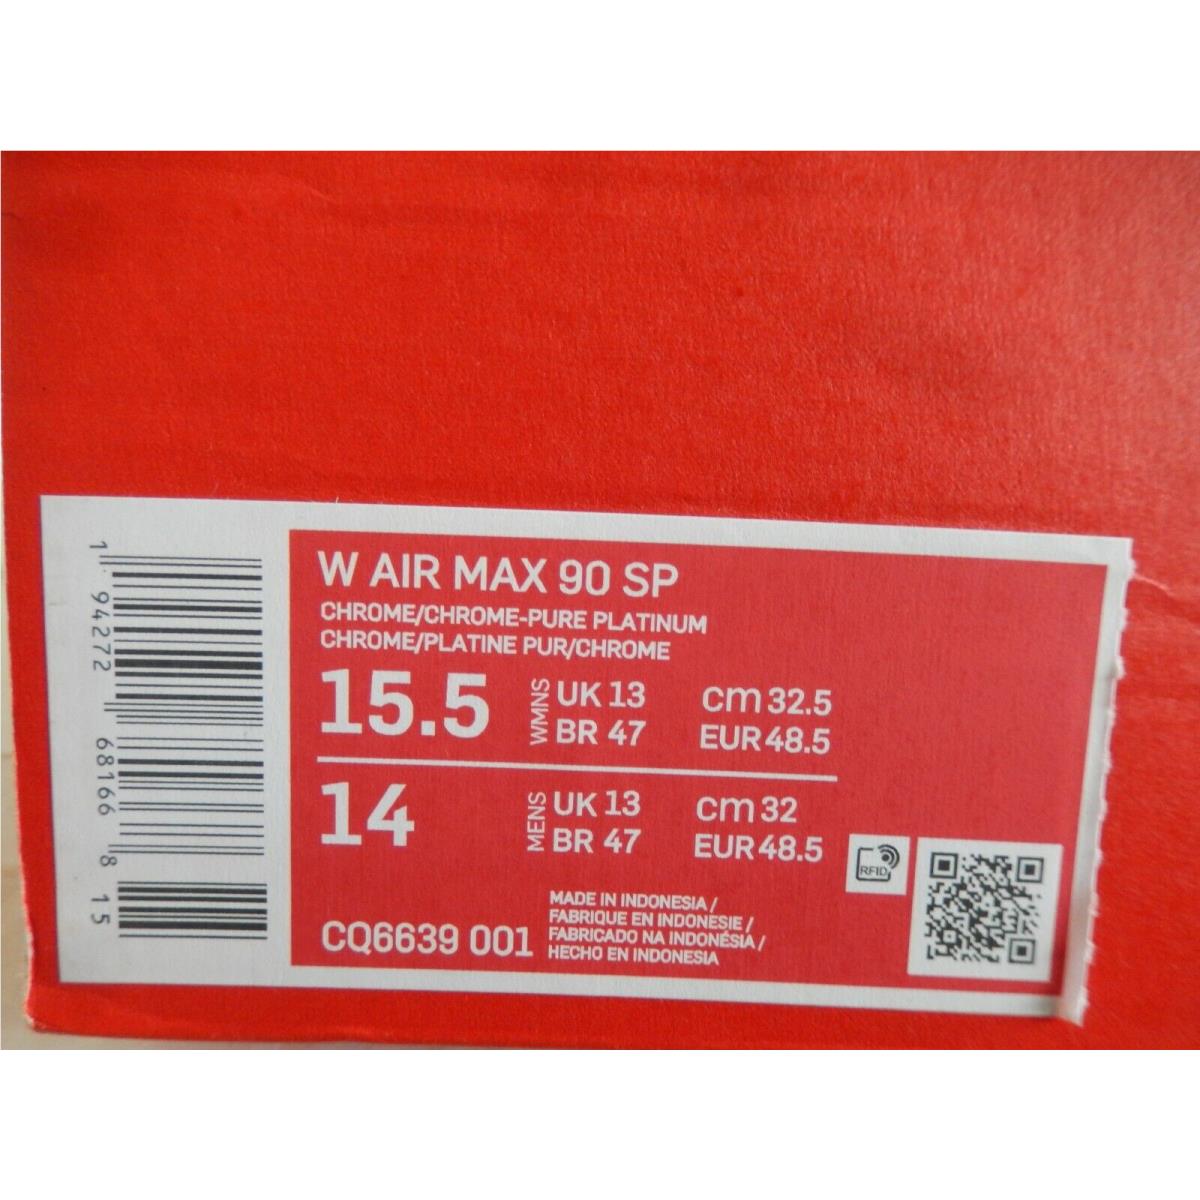 W AIR MAX 90 SP
CHROME/CHROME-PURE PLATINUM
CHROME/PLATINE PUR/CHROME
15.5 WMNS UK 13 cm 32.5
BR 47 EUR 48.5
14 MENS UK 13 cm 32
BR 47 EUR 48.5
CQ6639 001
MADE IN INDONESIA /
FABRIQUE EN INDONESIE /
FABRICADO NA INDONÉSIA /
HECHO EN INDONESIA
RFID
1 94272 68166 8 15